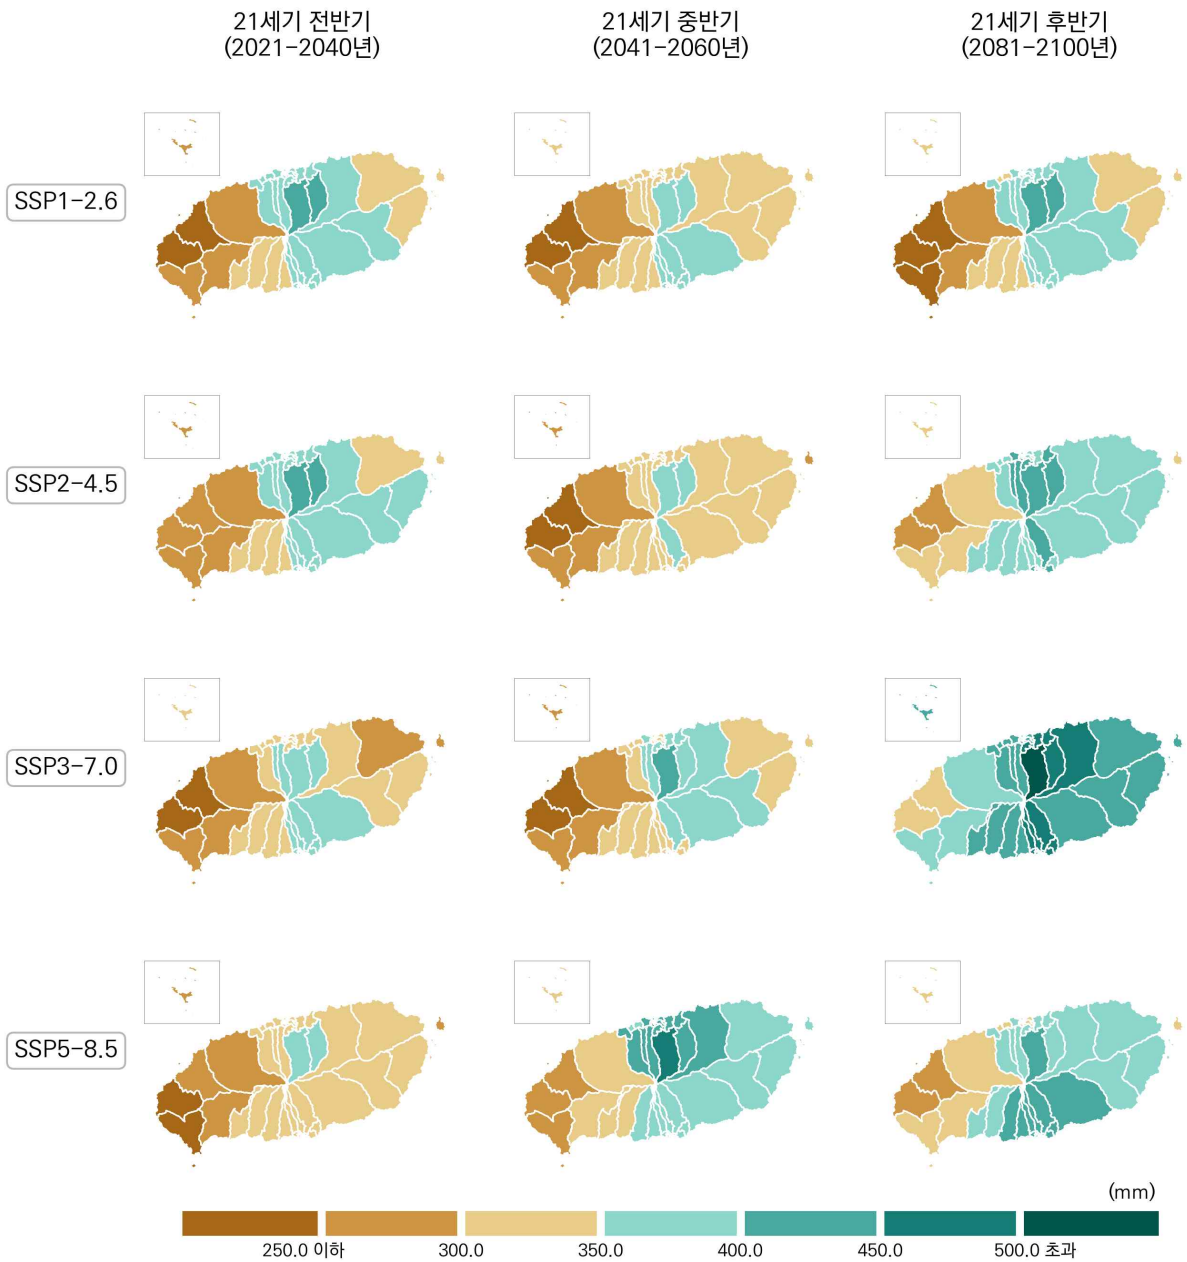 21세기 전반기
(2021-2040년)
21세기 중반기
(2041-2060년)
21세기 후반기
(2081-2100년)
SSP1-2.6
SSP2-4.5
SSP3-7.0
SSP5-8.5
(mm)
250.0 이하
300.0
350.0
400.0
450.0
500.0 초과